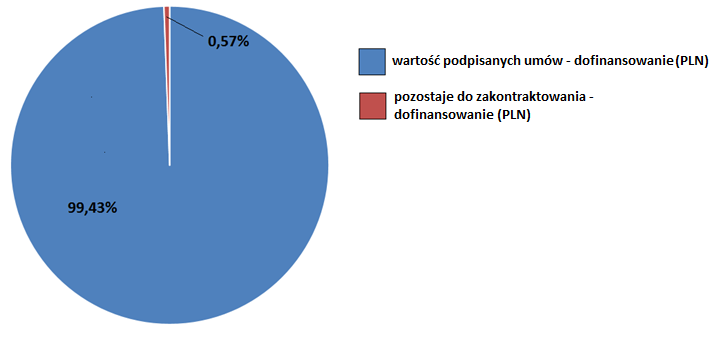 0,57%
wartość podpisanych umów - dofinansowanie (PLN)
pozostaje do zakontraktowania -
dofinansowanie (PLN)
99,43%